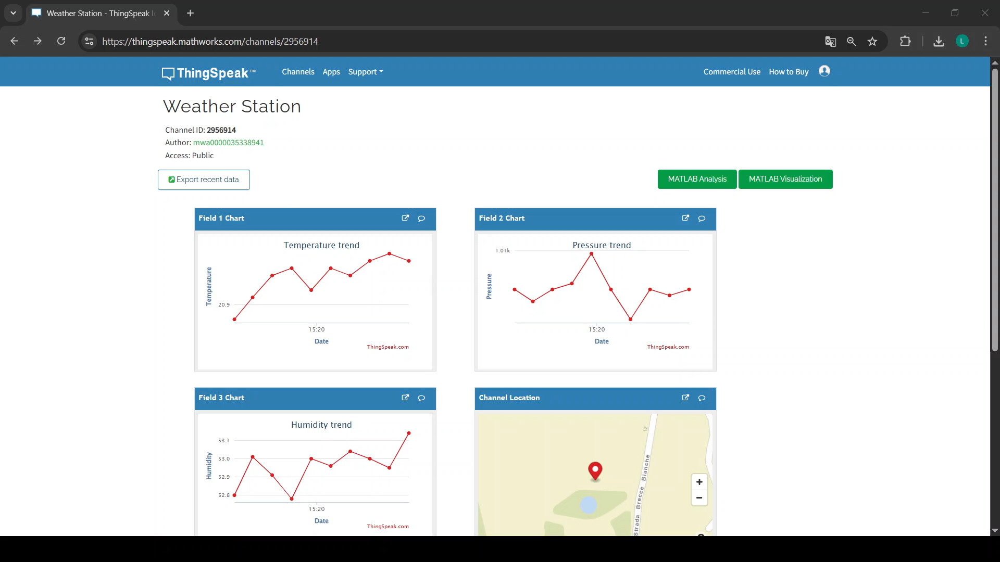 Weather Station - ThingSpeak
https://thingspeak.mathworks.com/channels/2956914
L
ThingSpeak™
Channels Apps Support
Commercial Use How to Buy
Weather Station
Channel ID: 2956914
Author: mwa0000035338941
Access: Public
Export recent data
MATLAB Analysis MATLAB Visualization
Field 1 Chart
Temperature trend
Temperature
20.9
15:20
Date
ThingSpeak.com
Field 2 Chart
Pressure trend
1.01k
Pressure
15:20
Date
ThingSpeak.com
Field 3 Chart
Humidity trend
Humidity
53.1
53.0
52.9
52.8
15:20
Date
ThingSpeak.com
Channel Location
12
Strada Brecce Bianche
+
−